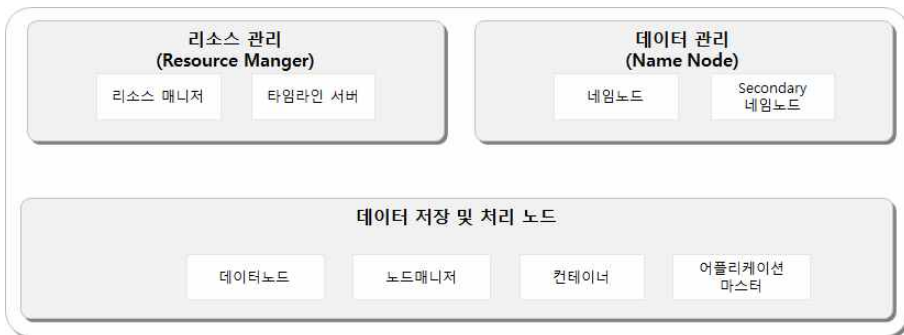 리소스 관리
(Resource Manger)
리소스 매니저
타임라인 서버
데이터 관리
(Name Node)
네임노드
Secondary
네임노드
데이터 저장 및 처리 노드
데이터노드
노드매니저
컨테이너
어플리케이션
마스터